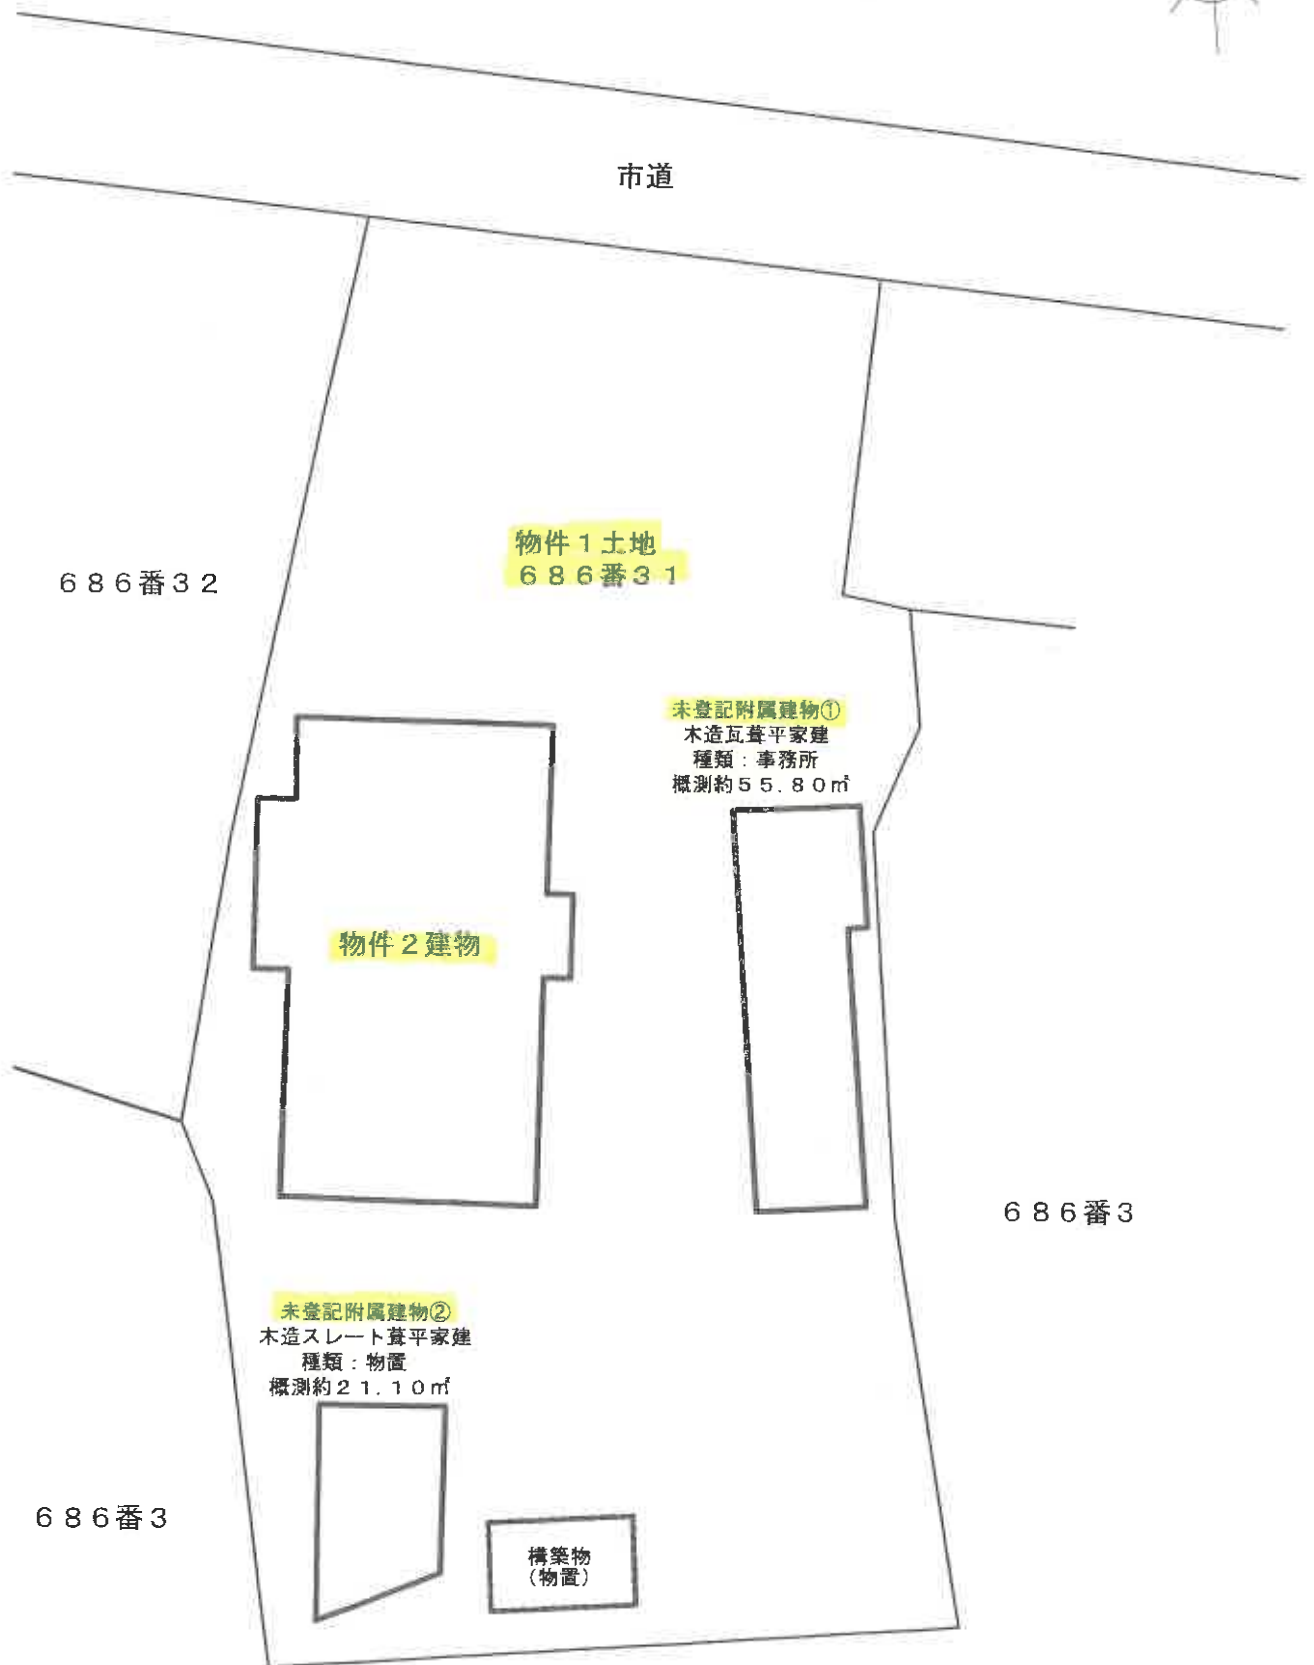 市道
物件1土地
686番31
686番32
未登記附属建物①
木造瓦葺平家建
種類：事務所
概測約55.80㎡
物件2建物
686番3
未登記附属建物②
木造スレート葺平家建
種類：物置
概測約21.10㎡
686番3
構築物
（物置）